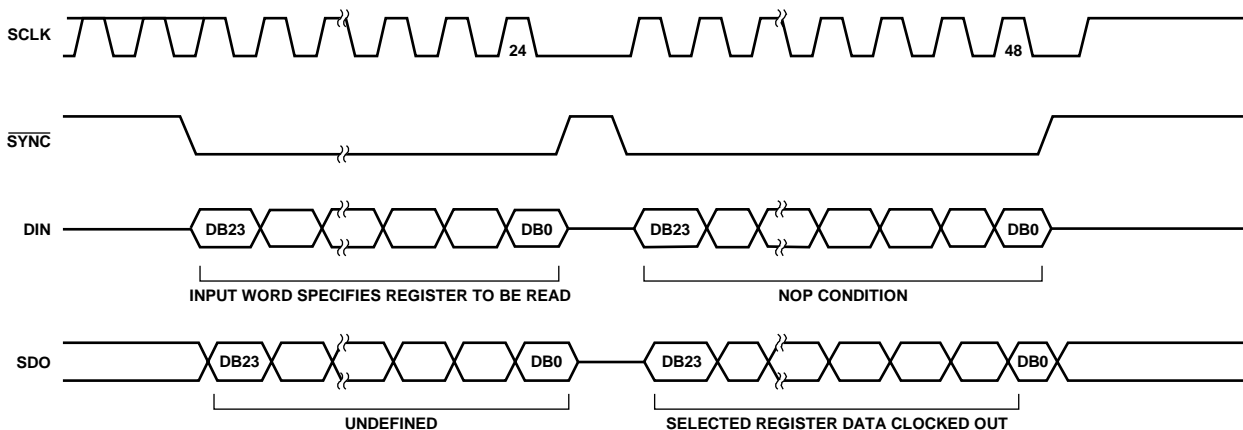 SCLK
24
48
SYNC
DIN
DB23
DB0
DB23
DB0
INPUT WORD SPECIFIES REGISTER TO BE READ
NOP CONDITION
SDO
DB23
DB0
DB23
DB0
UNDEFINED
SELECTED REGISTER DATA CLOCKED OUT